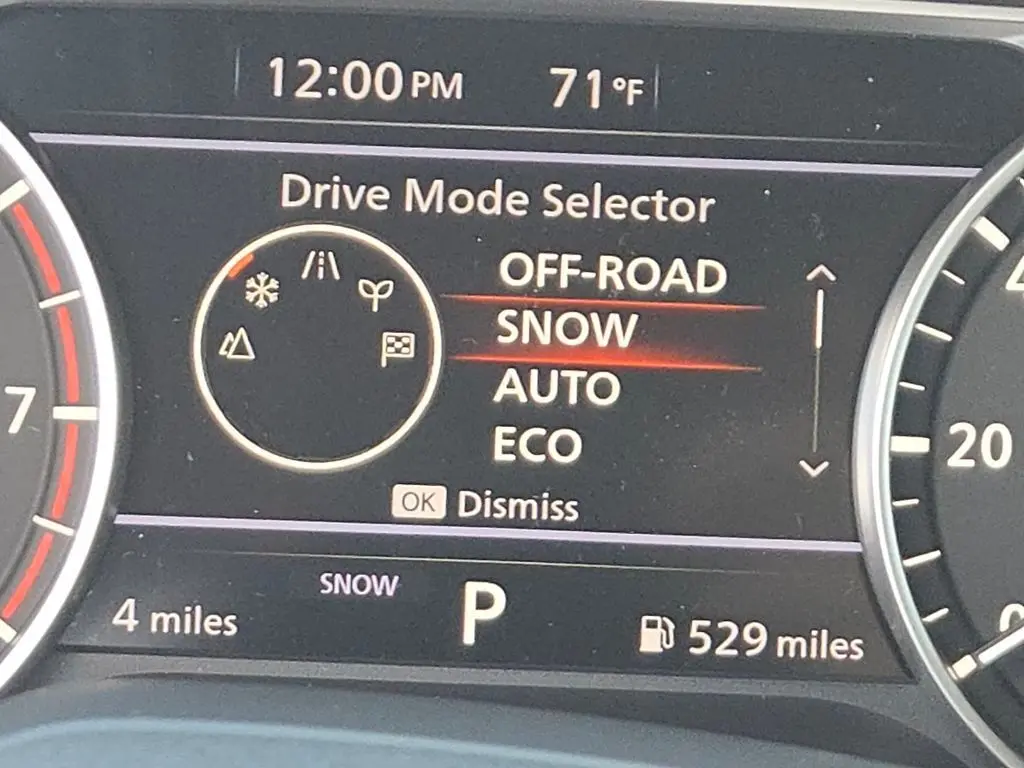 12:00 PM 71°F
Drive Mode Selector
OFF-ROAD
SNOW
AUTO
ECO
OK Dismiss
7
20
0
SNOW
P
4 miles
529 miles